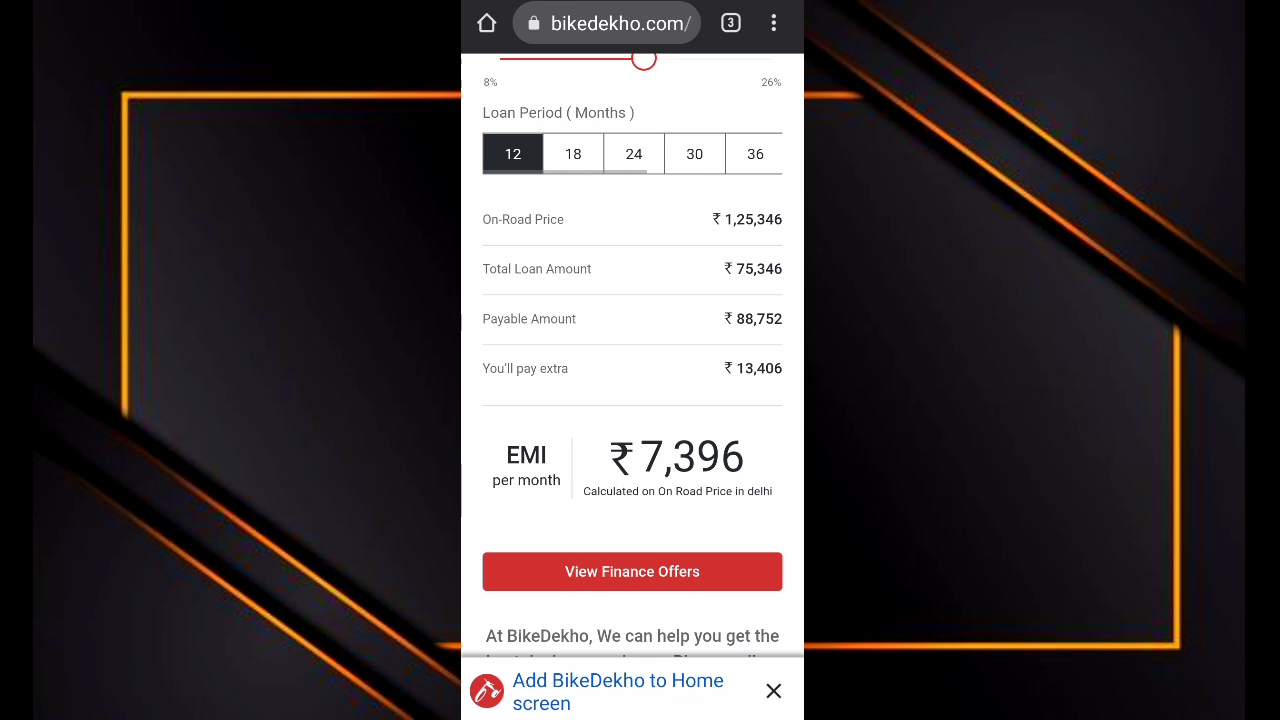 bikedekho.com/
3
8% 26%
Loan Period ( Months )
12 18 24 30 36
On-Road Price ₹ 1,25,346
Total Loan Amount ₹ 75,346
Payable Amount ₹ 88,752
You'll pay extra ₹ 13,406
EMI
per month
₹ 7,396
Calculated on On Road Price in delhi
View Finance Offers
At BikeDekho, We can help you get the
Add BikeDekho to Home
screen